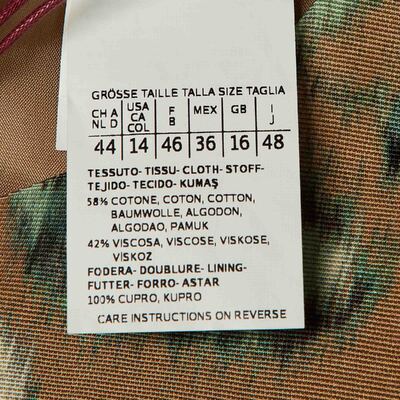 GRÖSSE TAILLE TALLA SIZE TAGLIA
CH A NL D USA CA COL F B MEX GB I J
44 14 46 36 16 48
TESSUTO- TISSU- CLOTH- STOFF-
TEJIDO- TECIDO- KUMAŞ
58% COTONE, COTON, COTTON,
BAUMWOLLE, ALGODON,
ALGODAO, PAMUK
42% VISCOSA, VISCOSE, VISKOSE,
VISKOZ
FODERA- DOUBLURE- LINING-
FUTTER- FORRO- ASTAR
100% CUPRO, KUPRO
CARE INSTRUCTIONS ON REVERSE